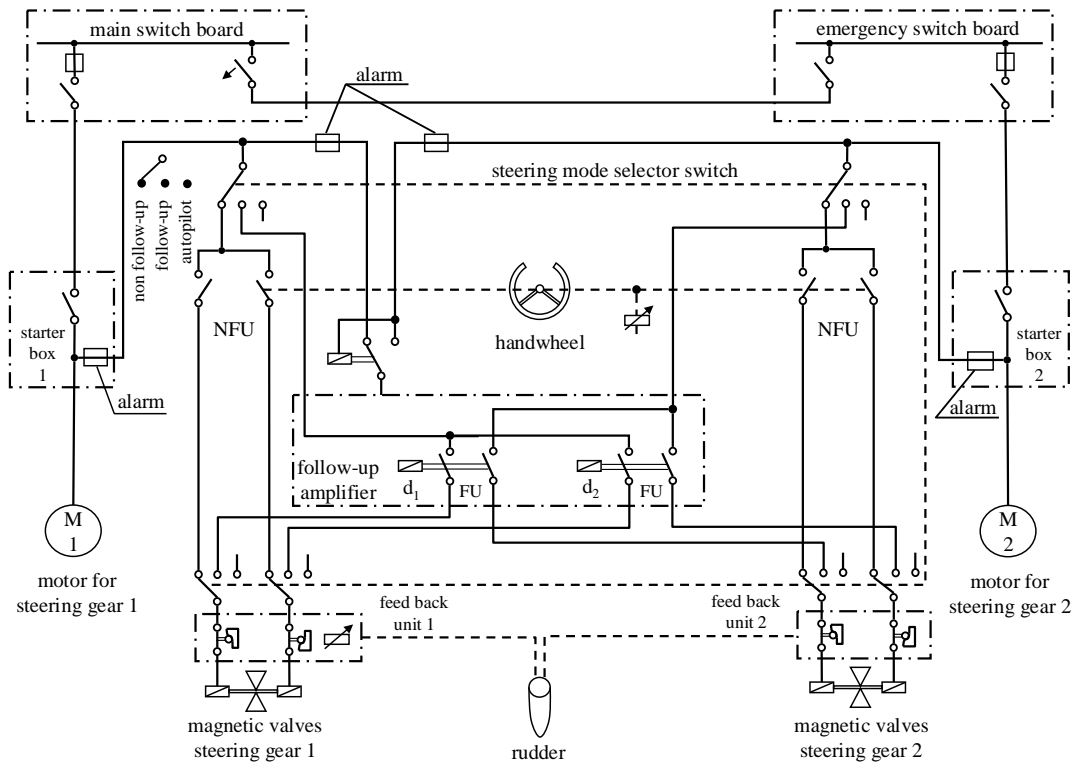 main switch board
emergency switch board
alarm
steering mode selector switch
non follow-up
follow-up
autopilot
NFU
handwheel
NFU
starter
box
1
starter
box
2
alarm
alarm
follow-up
amplifier
d1
FU
d2
FU
M
1
M
2
motor for
steering gear 1
motor for
steering gear 2
feed back
unit 1
feed back
unit 2
magnetic valves
steering gear 1
rudder
magnetic valves
steering gear 2